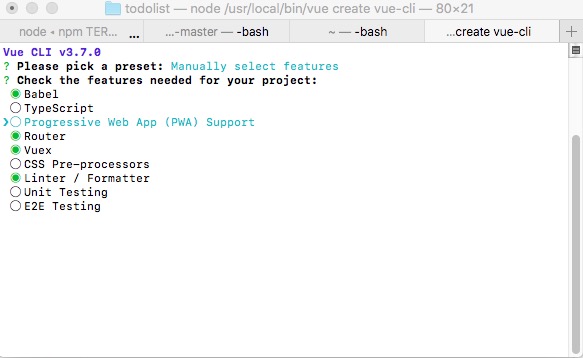 todolist — node /usr/local/bin/vue create vue-cli — 80×21
node ◂ npm TER... ...
...-master — -bash
~ — -bash
...create vue-cli
+
Vue CLI v3.7.0
? Please pick a preset: Manually select features
? Check the features needed for your project:
◉ Babel
◯ TypeScript
❯◯ Progressive Web App (PWA) Support
◉ Router
◉ Vuex
◯ CSS Pre-processors
◉ Linter / Formatter
◯ Unit Testing
◯ E2E Testing